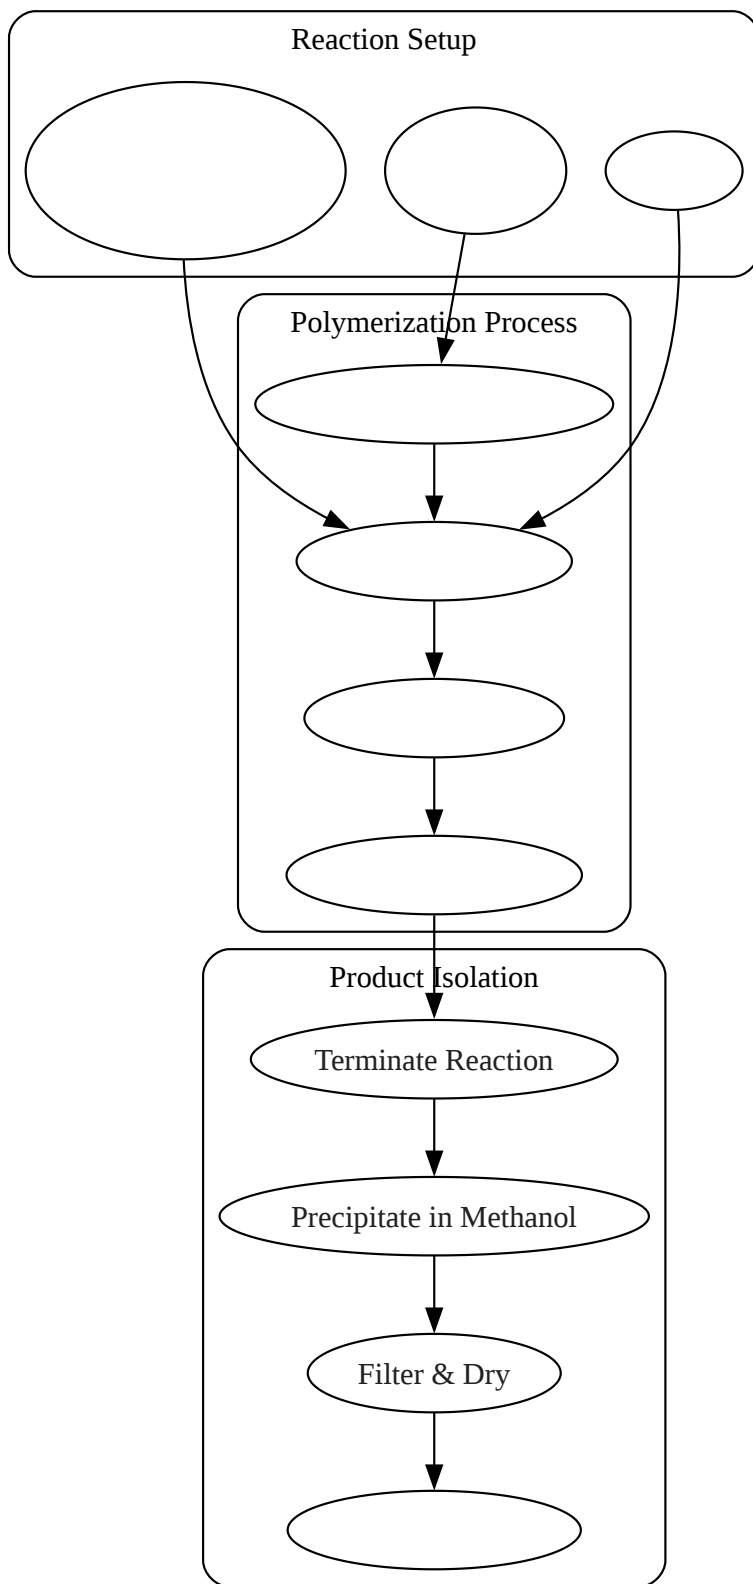 Reaction Setup
Polymerization Process
Product Isolation
Terminate Reaction
Precipitate in Methanol
Filter & Dry